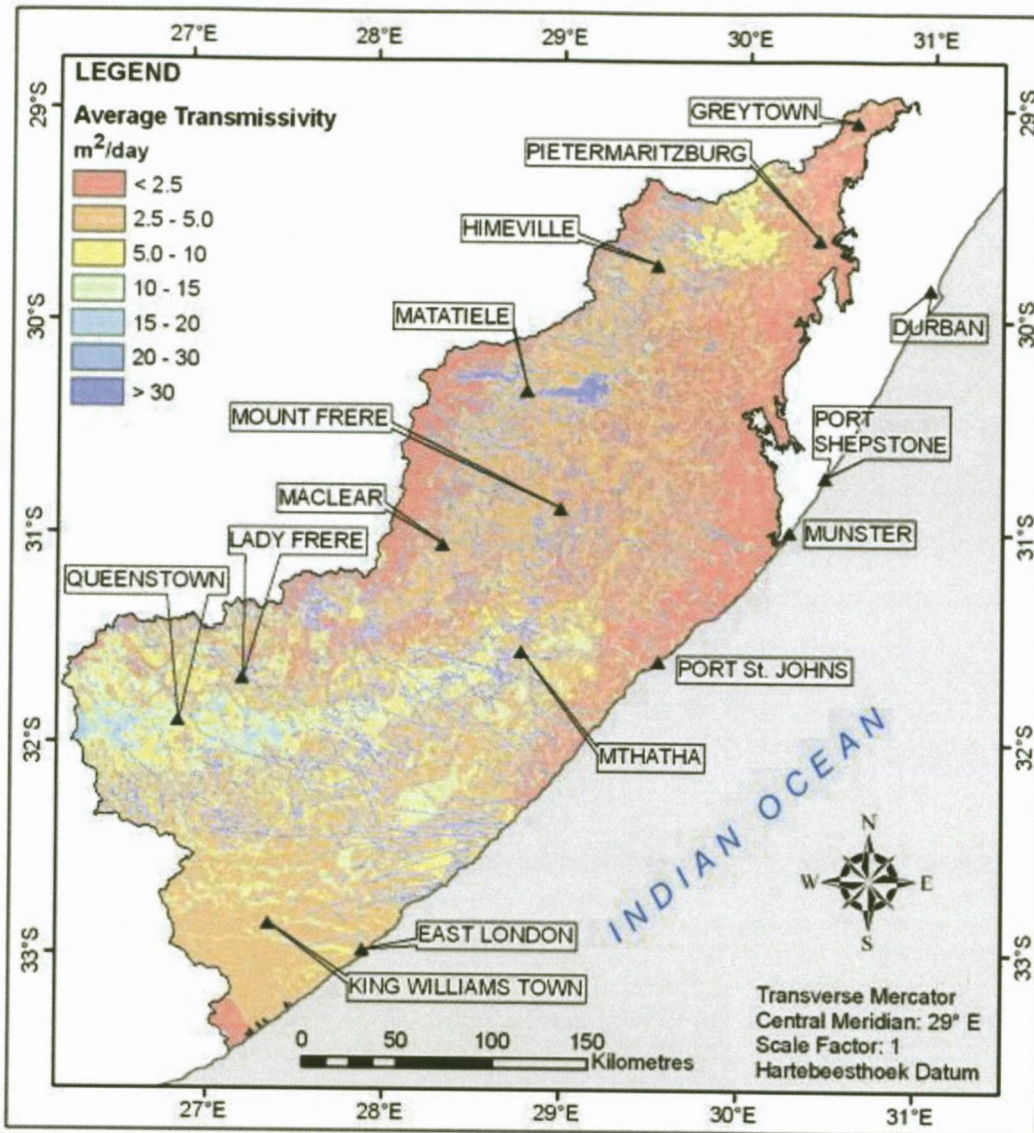 27°E 28°E 29°E 30°E 31°E
LEGEND
Average Transmissivity
m²/day
< 2.5
2.5 - 5.0
5.0 - 10
10 - 15
15 - 20
20 - 30
> 30
29°S
30°S
31°S
32°S
33°S
GREYTOWN
PIETERMARITZBURG
HIMEVILLE
MATATIELE
DURBAN
MOUNT FRERE
PORT
SHEPSTONE
MACLEAR
LADY FRERE
MUNSTER
QUEENSTOWN
PORT St. JOHNS
MTHATHA
INDIAN OCEAN
N
W E
S
EAST LONDON
KING WILLIAMS TOWN
0 50 100 150
Kilometres
Transverse Mercator
Central Meridian: 29° E
Scale Factor: 1
Hartebeesthoek Datum
29°S
30°S
31°S
32°S
33°S
27°E 28°E 29°E 30°E 31°E